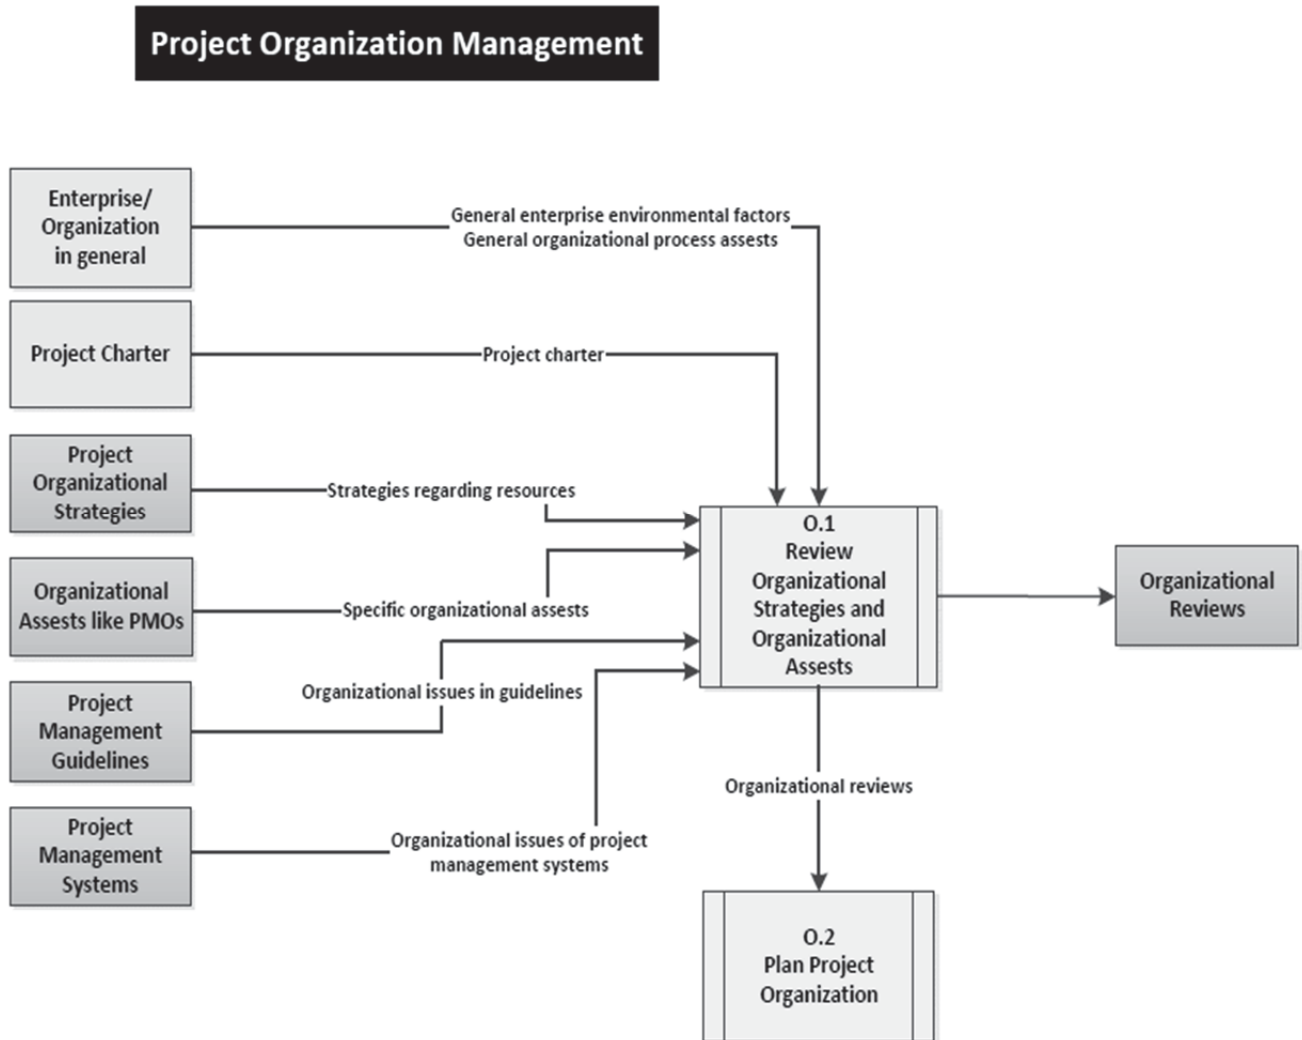 Project Organization Management
Enterprise/
Organization
in general
General enterprise environmental factors
General organizational process assests
Project Charter
Project charter
Project
Organizational
Strategies
Strategies regarding resources
Organizational
Assests like PMOs
Specific organizational assests
Project
Management
Guidelines
Organizational issues in guidelines
Project
Management
Systems
Organizational issues of project
management systems
O.1
Review
Organizational
Strategies and
Organizational
Assests
Organizational
Reviews
Organizational reviews
O.2
Plan Project
Organization